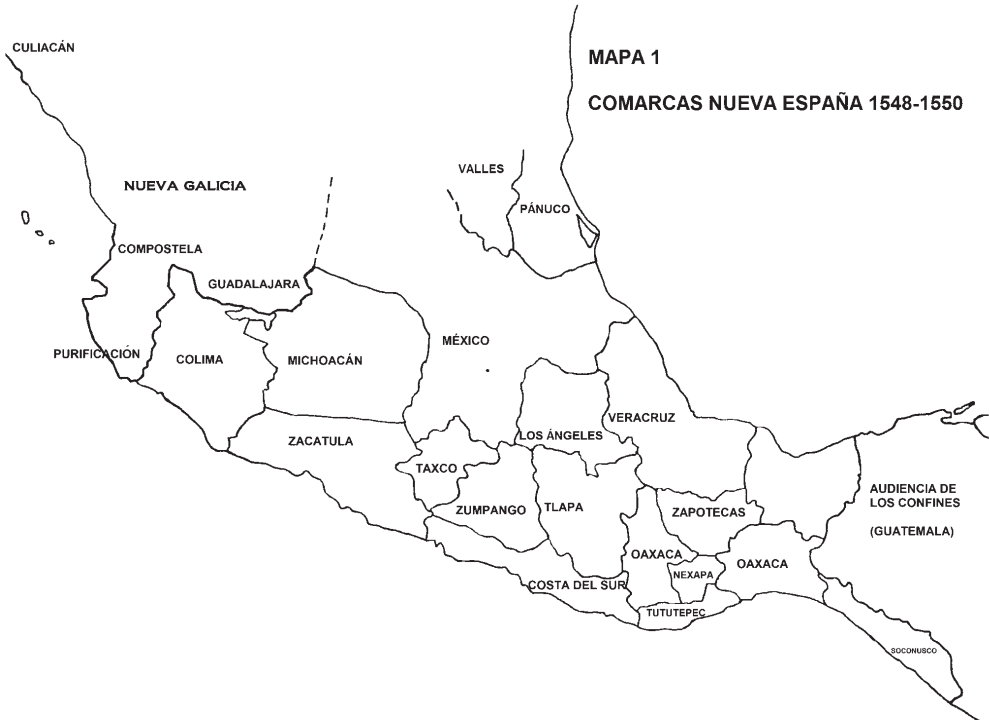 CULIACÁN
MAPA 1
COMARCAS NUEVA ESPAÑA 1548-1550
VALLES
NUEVA GALICIA
PÁNUCO
COMPOSTELA
GUADALAJARA
MÉXICO
PURIFICACIÓN
COLIMA
MICHOACÁN
VERACRUZ
ZACATULA
LOS ÁNGELES
TAXCO
AUDIENCIA DE
LOS CONFINES
(GUATEMALA)
ZUMPANGO
TLAPA
ZAPOTECAS
OAXACA
OAXACA
NEXAPA
COSTA DEL SUR
TUTUTEPEC
SOCONUSCO